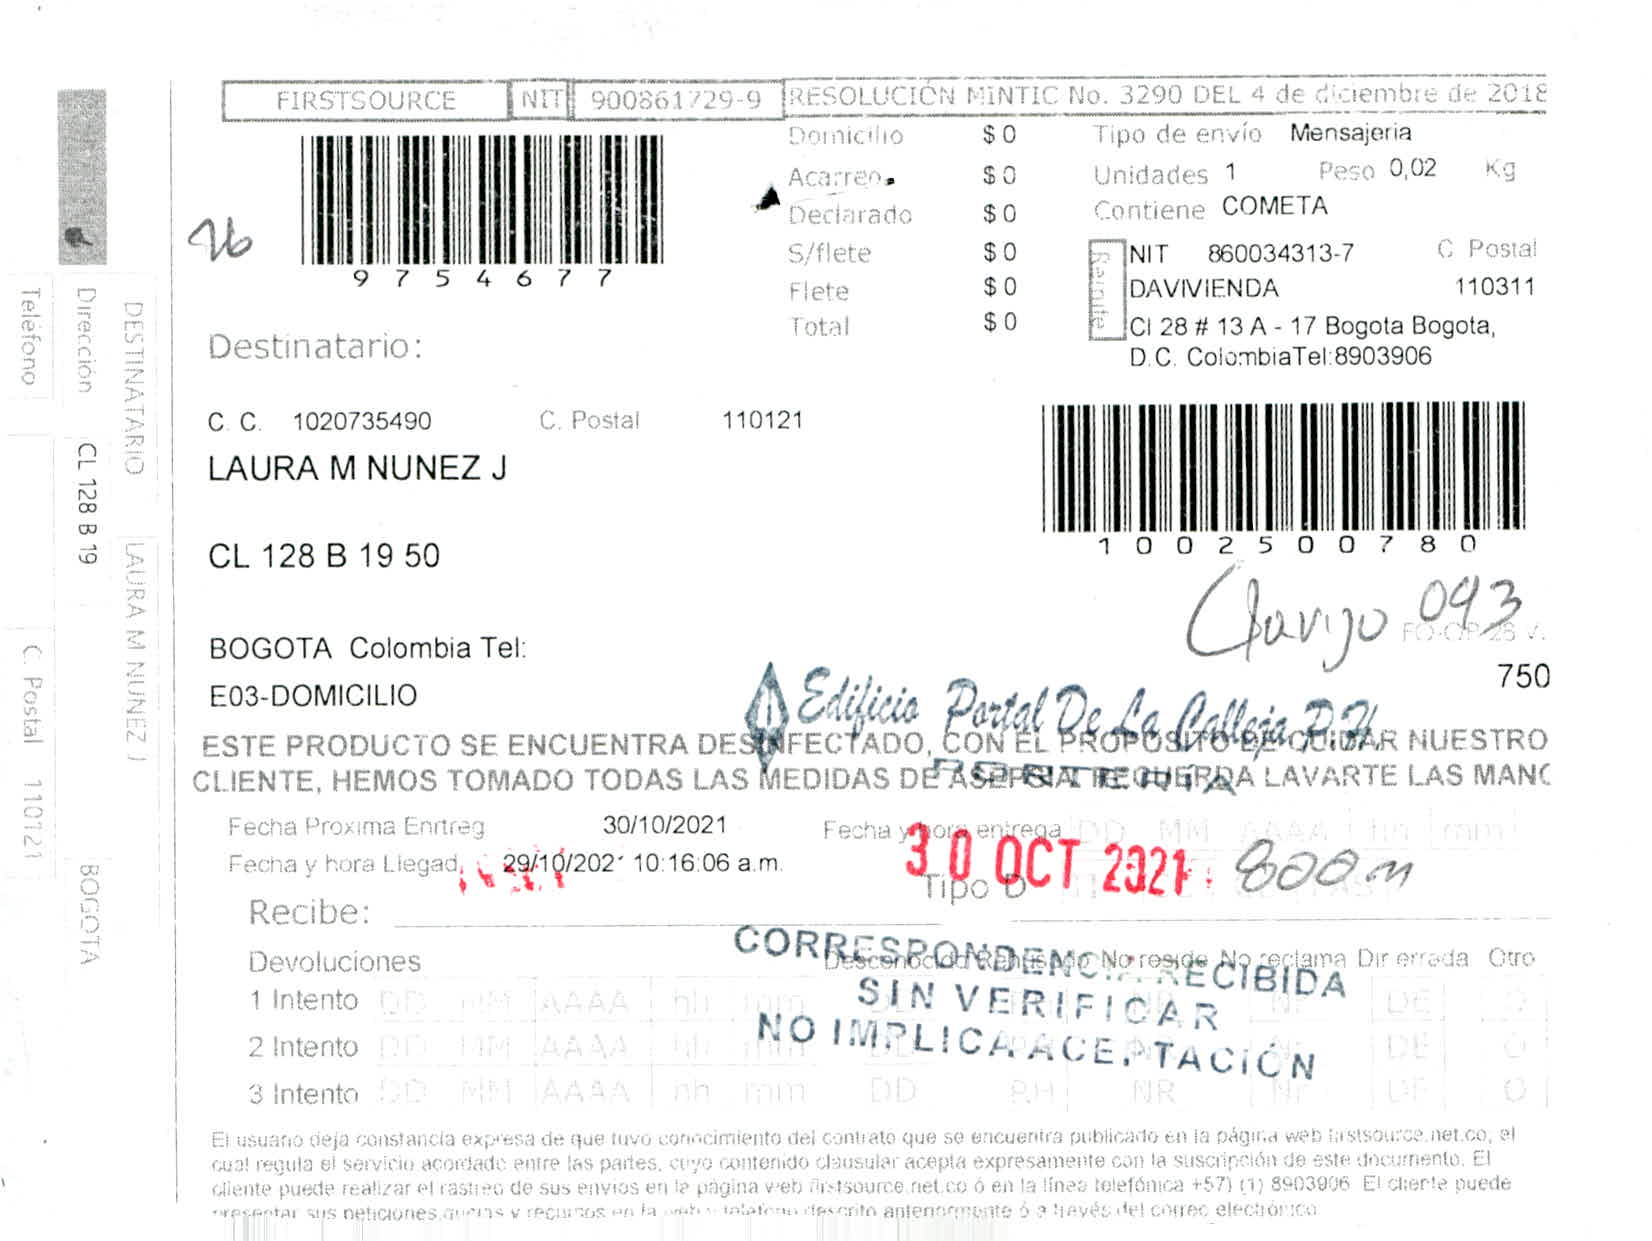 FIRSTSOURCE NIT 900861729-9 RESOLUCIÓN MINTIC No. 3290 DEL 4 de diciembre de 2018
Domicilio $ 0 Tipo de envío Mensajeria
Acarreo $ 0 Unidades 1 Peso 0,02 Kg
Declarado $ 0 Contiene COMETA
S/flete $ 0
Flete $ 0
Total $ 0
Remite
NIT 860034313-7 C Postal
DAVIVIENDA 110311
Cl 28 # 13 A - 17 Bogota Bogota,
D.C. ColombiaTel:8903906
9 7 5 4 6 7 7
Destinatario:
C. C. 1020735490 C. Postal 110121
LAURA M NUNEZ J
1 0 0 2 5 0 0 7 8 0
CL 128 B 19 50
093
BOGOTA Colombia Tel:
750
E03-DOMICILIO
Edificio Portal De La Calleja P.H.
PORTERÍA
ESTE PRODUCTO SE ENCUENTRA DESINFECTADO, CON EL PROPÓSITO DE CUIDAR NUESTRO
CLIENTE, HEMOS TOMADO TODAS LAS MEDIDAS DE ASEPSIA. RECUERDA LAVARTE LAS MANO
Fecha Proxima Enrtreg 30/10/2021 Fecha y hora entrega DD MM AAAA hh mm
Fecha y hora Llegad 29/10/202 10:16:06 a.m.
30 OCT 2021
Tipo D
Recibe:
CORRESPONDENCIA RECIBIDA
SIN VERIFICAR
NO IMPLICA ACEPTACIÓN
Devoluciones Desconocido Rehusado No reside No reclama Dir errada Otro
1 Intento DD MM AAAA hh mm DE O
2 Intento DD MM AAAA hh mm DE O
3 Intento DD MM AAAA hh mm DD RH NR Nr DE O
El usuario deja constancia expresa de que tuvo conocimiento del contrato que se encuentra publicado en la página web firstsource.net.co, el
cual regula el servicio acordado entre las partes, cuyo contenido clausular acepta expresamente con la suscripción de este documento. El
cliente puede realizar el rastreo de sus envios en la página web firstsource.net.co ó en la línea telefónica +57) (1) 8903906 El cliente puede
presentar sus peticiones, quejas y recursos en la web y telefono descrito anteriormente ó a través del correo electrónico
DESTINATARIO LAURA M NUNEZ J
Dirección CL 128 B 19 BOGOTA
Teléfono C. Postal 110121